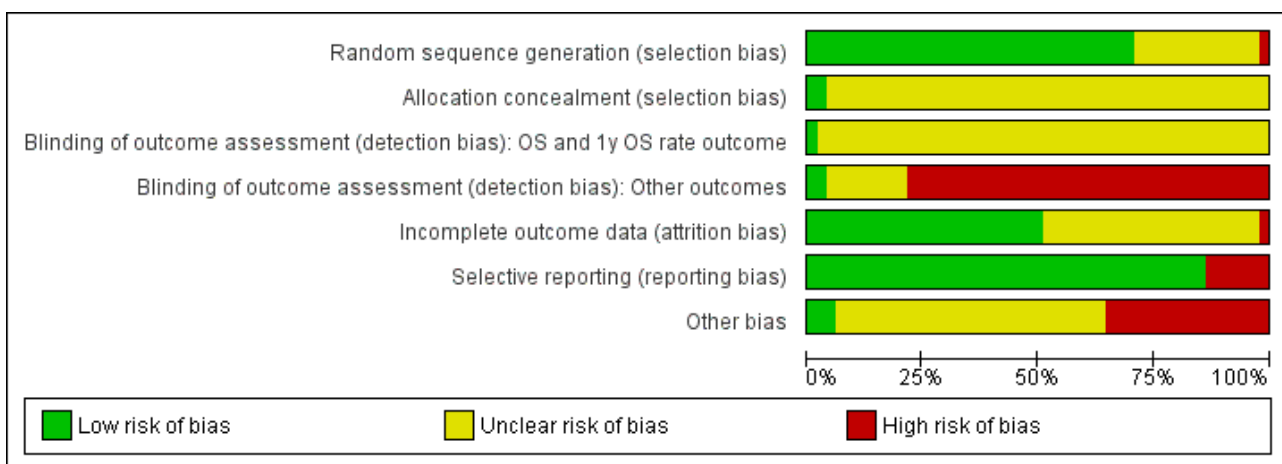 Random sequence generation (selection bias)
Allocation concealment (selection bias)
Blinding of outcome assessment (detection bias): OS and 1y OS rate outcome
Blinding of outcome assessment (detection bias): Other outcomes
Incomplete outcome data (attrition bias)
Selective reporting (reporting bias)
Other bias
0% 25% 50% 75% 100%
Low risk of bias Unclear risk of bias High risk of bias